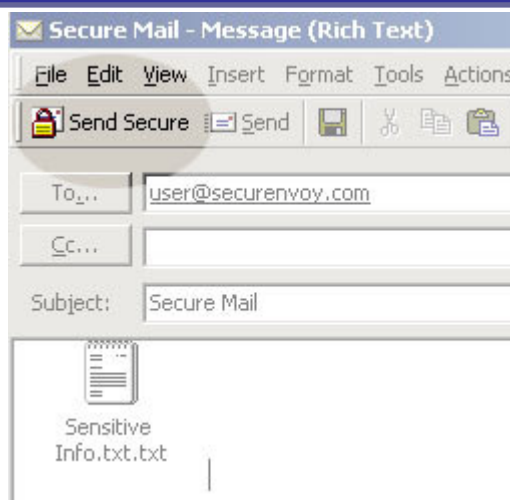 Secure Mail - Message (Rich Text)
File Edit View Insert Format Tools Actions
Send Secure Send
To... user@securenvoy.com
Cc...
Subject: Secure Mail
Sensitive
Info.txt.txt